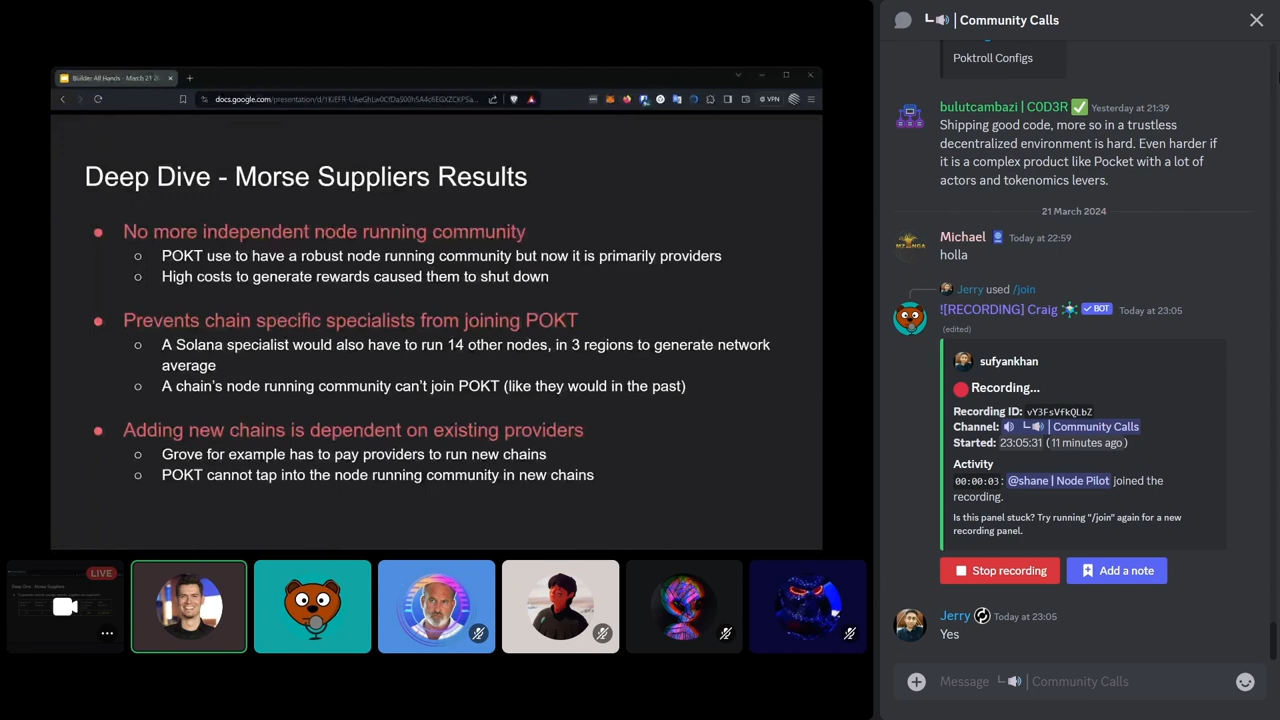 Builder All Hands - March 21 2
docs.google.com/presentation/d/
VPN
Deep Dive - Morse Suppliers Results
No more independent node running community
POKT use to have a robust node running community but now it is primarily providers
High costs to generate rewards caused them to shut down
Prevents chain specific specialists from joining POKT
A Solana specialist would also have to run 14 other nodes, in 3 regions to generate network
average
A chain's node running community can't join POKT (like they would in the past)
Adding new chains is dependent on existing providers
Grove for example has to pay providers to run new chains
POKT cannot tap into the node running community in new chains
LIVE
Community Calls
Poktroll Configs
bulutcambazi | C0D3R Yesterday at 21:39
Shipping good code, more so in a trustless
decentralized environment is hard. Even harder if
it is a complex product like Pocket with a lot of
actors and tokenomics levers.
21 March 2024
Michael Today at 22:59
holla
Jerry used /join
![RECORDING] Craig BOT Today at 23:05
(edited)
sufyankhan
Recording...
Recording ID: vY3FsVfkQLbZ
Channel: | Community Calls
Started: 23:05:31 (11 minutes ago)
Activity
00:00:03: @shane | Node Pilot joined the
recording.
Is this panel stuck? Try running "/join" again for a new
recording panel.
Stop recording Add a note
Jerry Today at 23:05
Yes
Message | Community Calls